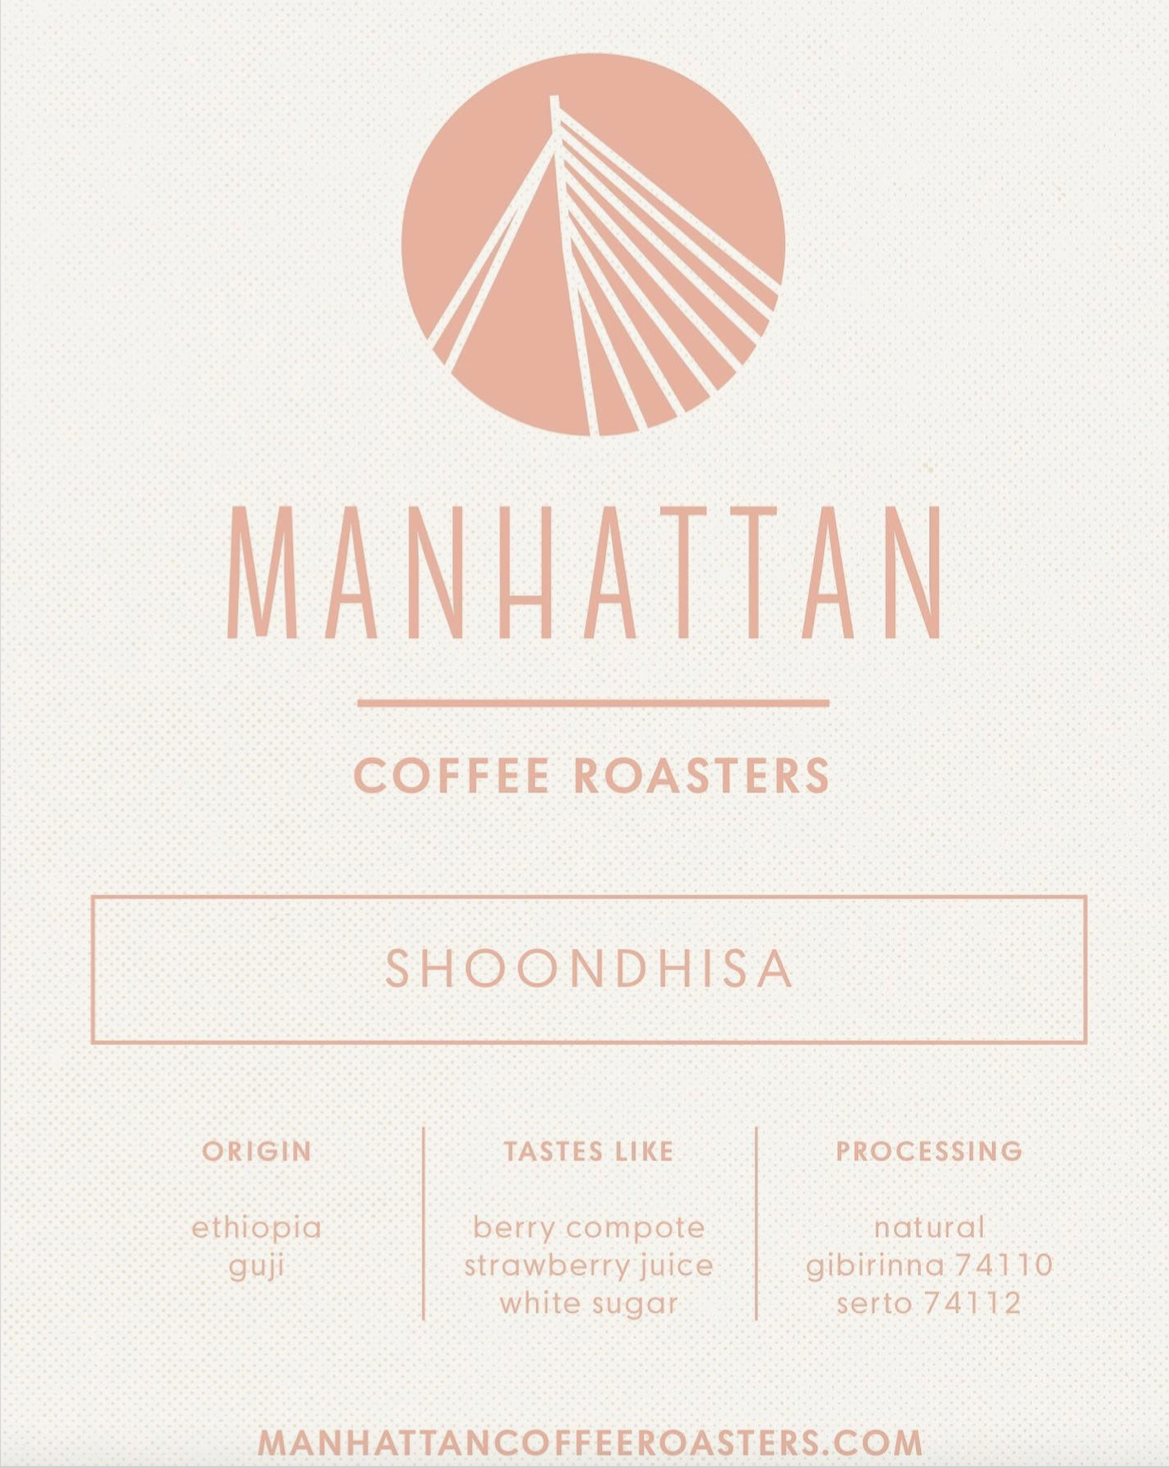 MANHATTAN
COFFEE ROASTERS
SHOONDHISA
ORIGIN
ethiopia
guji
TASTES LIKE
berry compote
strawberry juice
white sugar
PROCESSING
natural
gibirinna 74110
serto 74112
MANHATTANCOFFEEROASTERS.COM